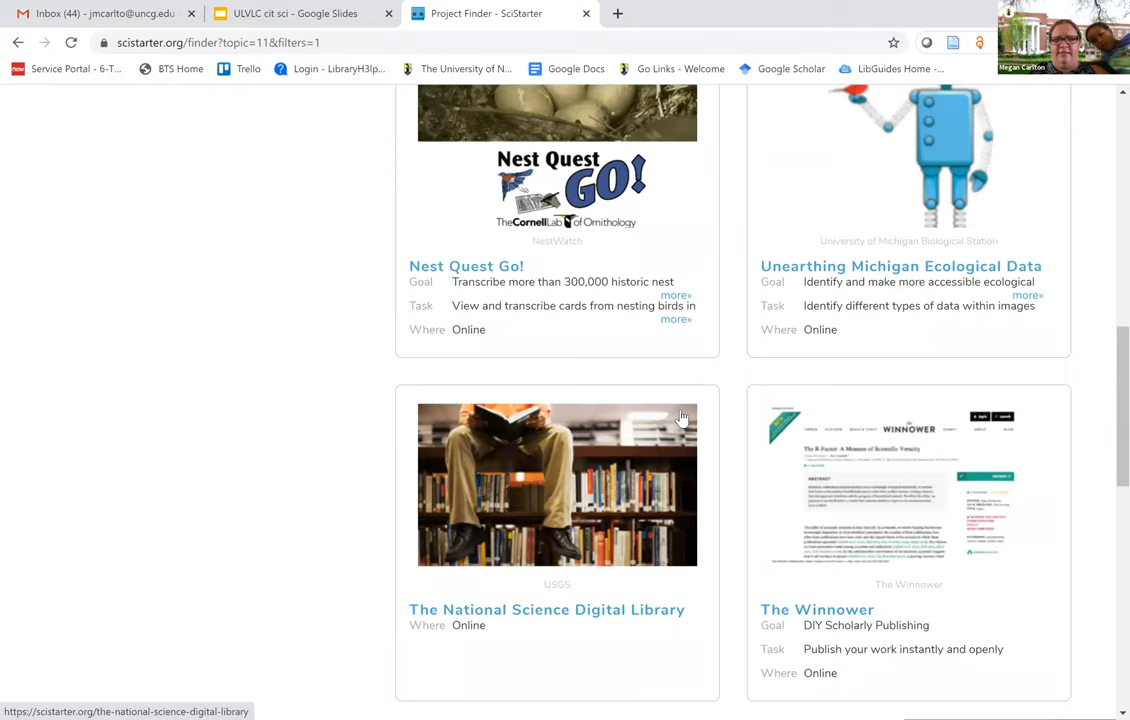 Inbox (44) - jmcarlto@uncg.edu
ULVLC cit sci - Google Slides
Project Finder - SciStarter
scistarter.org/finder?topic=11&filters=1
Service Portal - 6-T...
BTS Home
Trello
Login - LibraryH3lp...
The University of N...
Google Docs
Go Links - Welcome
Google Scholar
LibGuides Home -...
Megan Carlton
Nest Quest
GO!
TheCornellLab of Ornithology
NestWatch
Nest Quest Go!
Goal Transcribe more than 300,000 historic nest
more»
Task View and transcribe cards from nesting birds in
more»
Where Online
University of Michigan Biological Station
Unearthing Michigan Ecological Data
Goal Identify and make more accessible ecological
more»
Task Identify different types of data within images
Where Online
USGS
The National Science Digital Library
Where Online
WINNOWER
The R-Factor: A Measure of Scientific Veracity
ABSTRACT
The Winnower
The Winnower
Goal DIY Scholarly Publishing
Task Publish your work instantly and openly
Where Online
https://scistarter.org/the-national-science-digital-library